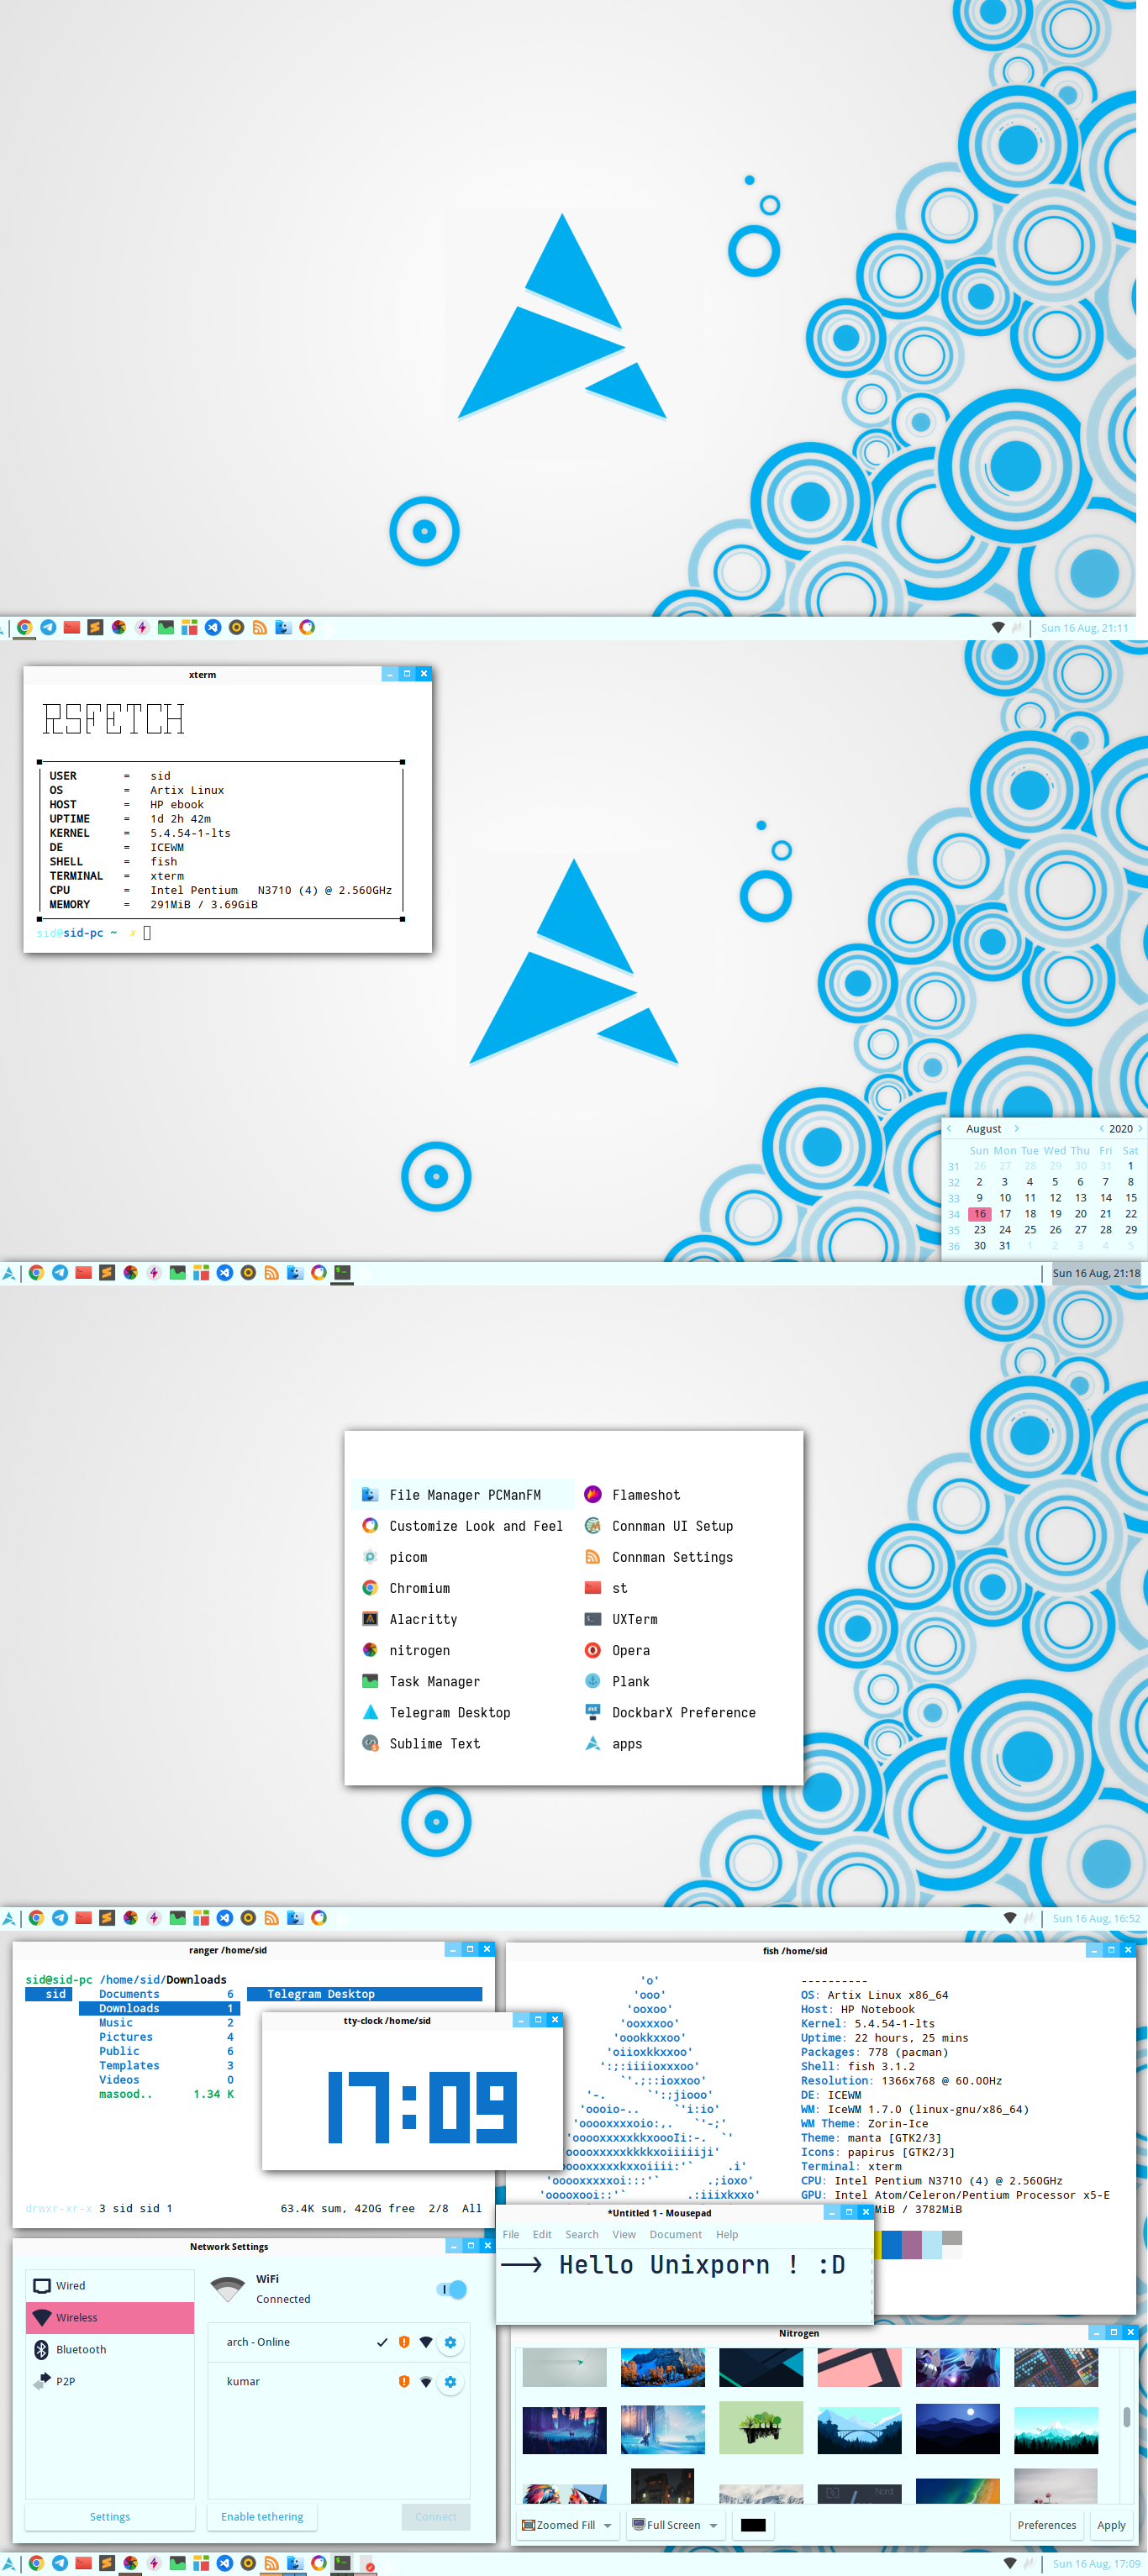 Sun 16 Aug, 21:11
xterm
RSFETCH
USER = sid
OS = Artix Linux
HOST = HP ebook
UPTIME = 1d 2h 42m
KERNEL = 5.4.54-1-lts
DE = ICEWM
SHELL = fish
TERMINAL = xterm
CPU = Intel Pentium N3710 (4) @ 2.560GHz
MEMORY = 291MiB / 3.69GiB
sid@sid-pc ~ ✗
August 2020
Sun Mon Tue Wed Thu Fri Sat
31 26 27 28 29 30 31 1
32 2 3 4 5 6 7 8
33 9 10 11 12 13 14 15
34 16 17 18 19 20 21 22
35 23 24 25 26 27 28 29
36 30 31 1 2 3 4 5
Sun 16 Aug, 21:18
File Manager PCManFM
Customize Look and Feel
picom
Chromium
Alacritty
nitrogen
Task Manager
Telegram Desktop
Sublime Text
Flameshot
Connman UI Setup
Connman Settings
st
UXTerm
Opera
Plank
DockbarX Preference
apps
Sun 16 Aug, 16:52
ranger /home/sid
sid@sid-pc /home/sid/Downloads
sid Documents 6 Telegram Desktop
Downloads 1
Music 2
Pictures 4
Public 6
Templates 3
Videos 0
masood.. 1.34 K
drwxr-xr-x 3 sid sid 1 63.4K sum, 420G free 2/8 All
tty-clock /home/sid
17:09
fish /home/sid
----------
OS: Artix Linux x86_64
Host: HP Notebook
Kernel: 5.4.54-1-lts
Uptime: 22 hours, 25 mins
Packages: 778 (pacman)
Shell: fish 3.1.2
Resolution: 1366x768 @ 60.00Hz
DE: ICEWM
WM: IceWM 1.7.0 (linux-gnu/x86_64)
WM Theme: Zorin-Ice
Theme: manta [GTK2/3]
Icons: papirus [GTK2/3]
Terminal: xterm
CPU: Intel Pentium N3710 (4) @ 2.560GHz
GPU: Intel Atom/Celeron/Pentium Processor x5-E
MiB / 3782MiB
*Untitled 1 - Mousepad
File Edit Search View Document Help
—> Hello Unixporn ! :D
Network Settings
Wired
Wireless
Bluetooth
P2P
WiFi
Connected
arch - Online
kumar
Settings
Enable tethering
Connect
Nitrogen
Nord
Zoomed Fill
Full Screen
Preferences
Apply
Sun 16 Aug, 17:09